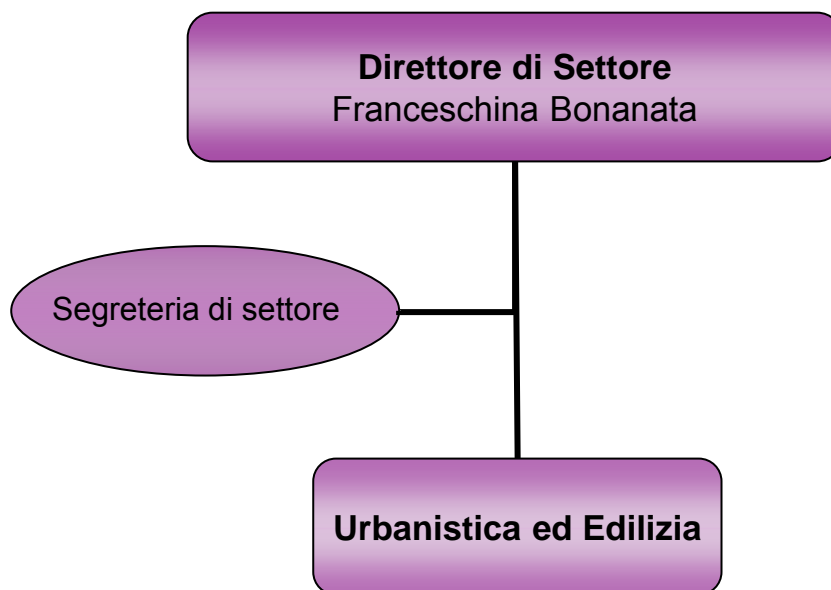 Direttore di Settore
Franceschina Bonanata
Segreteria di settore
Urbanistica ed Edilizia